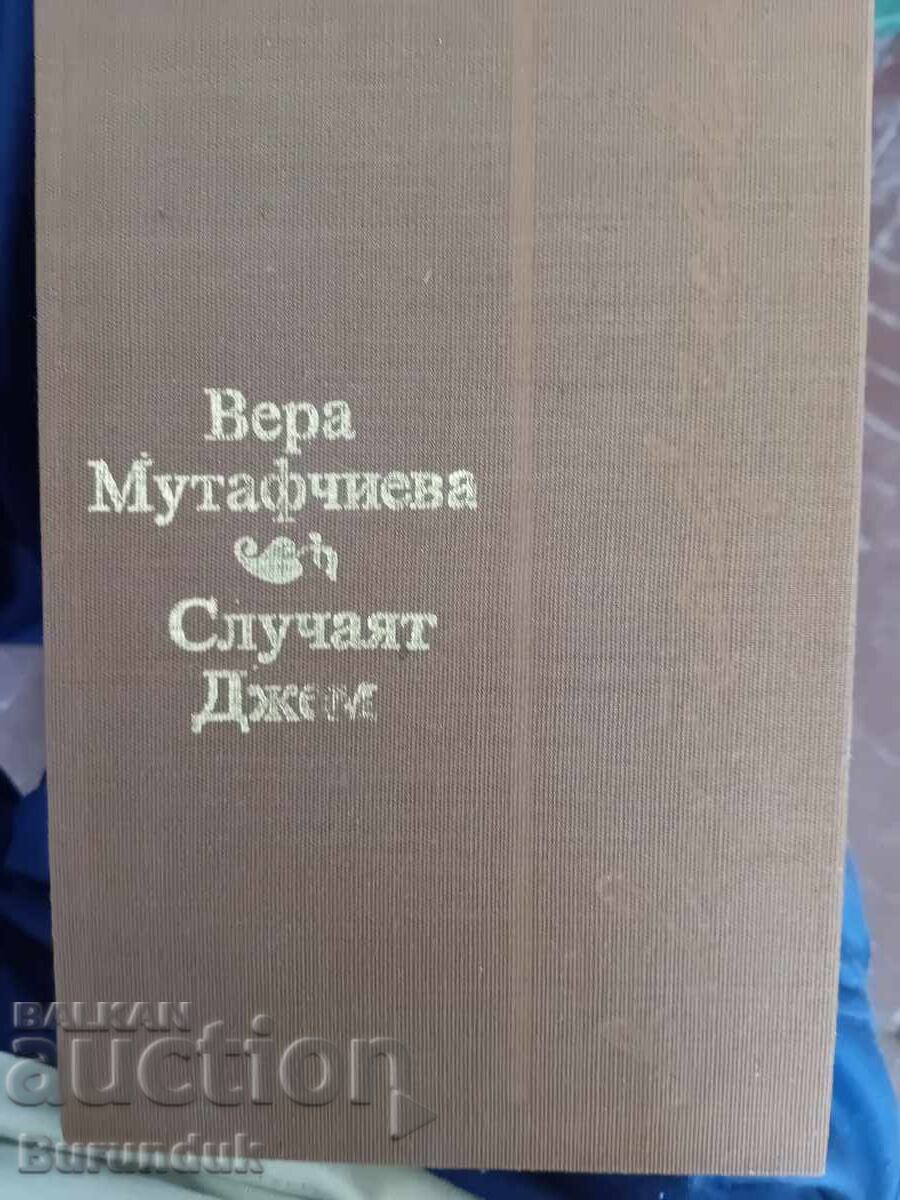 Вера
Мутафчиева
Случаят
Джем
BALKAN
auction
Burunduk